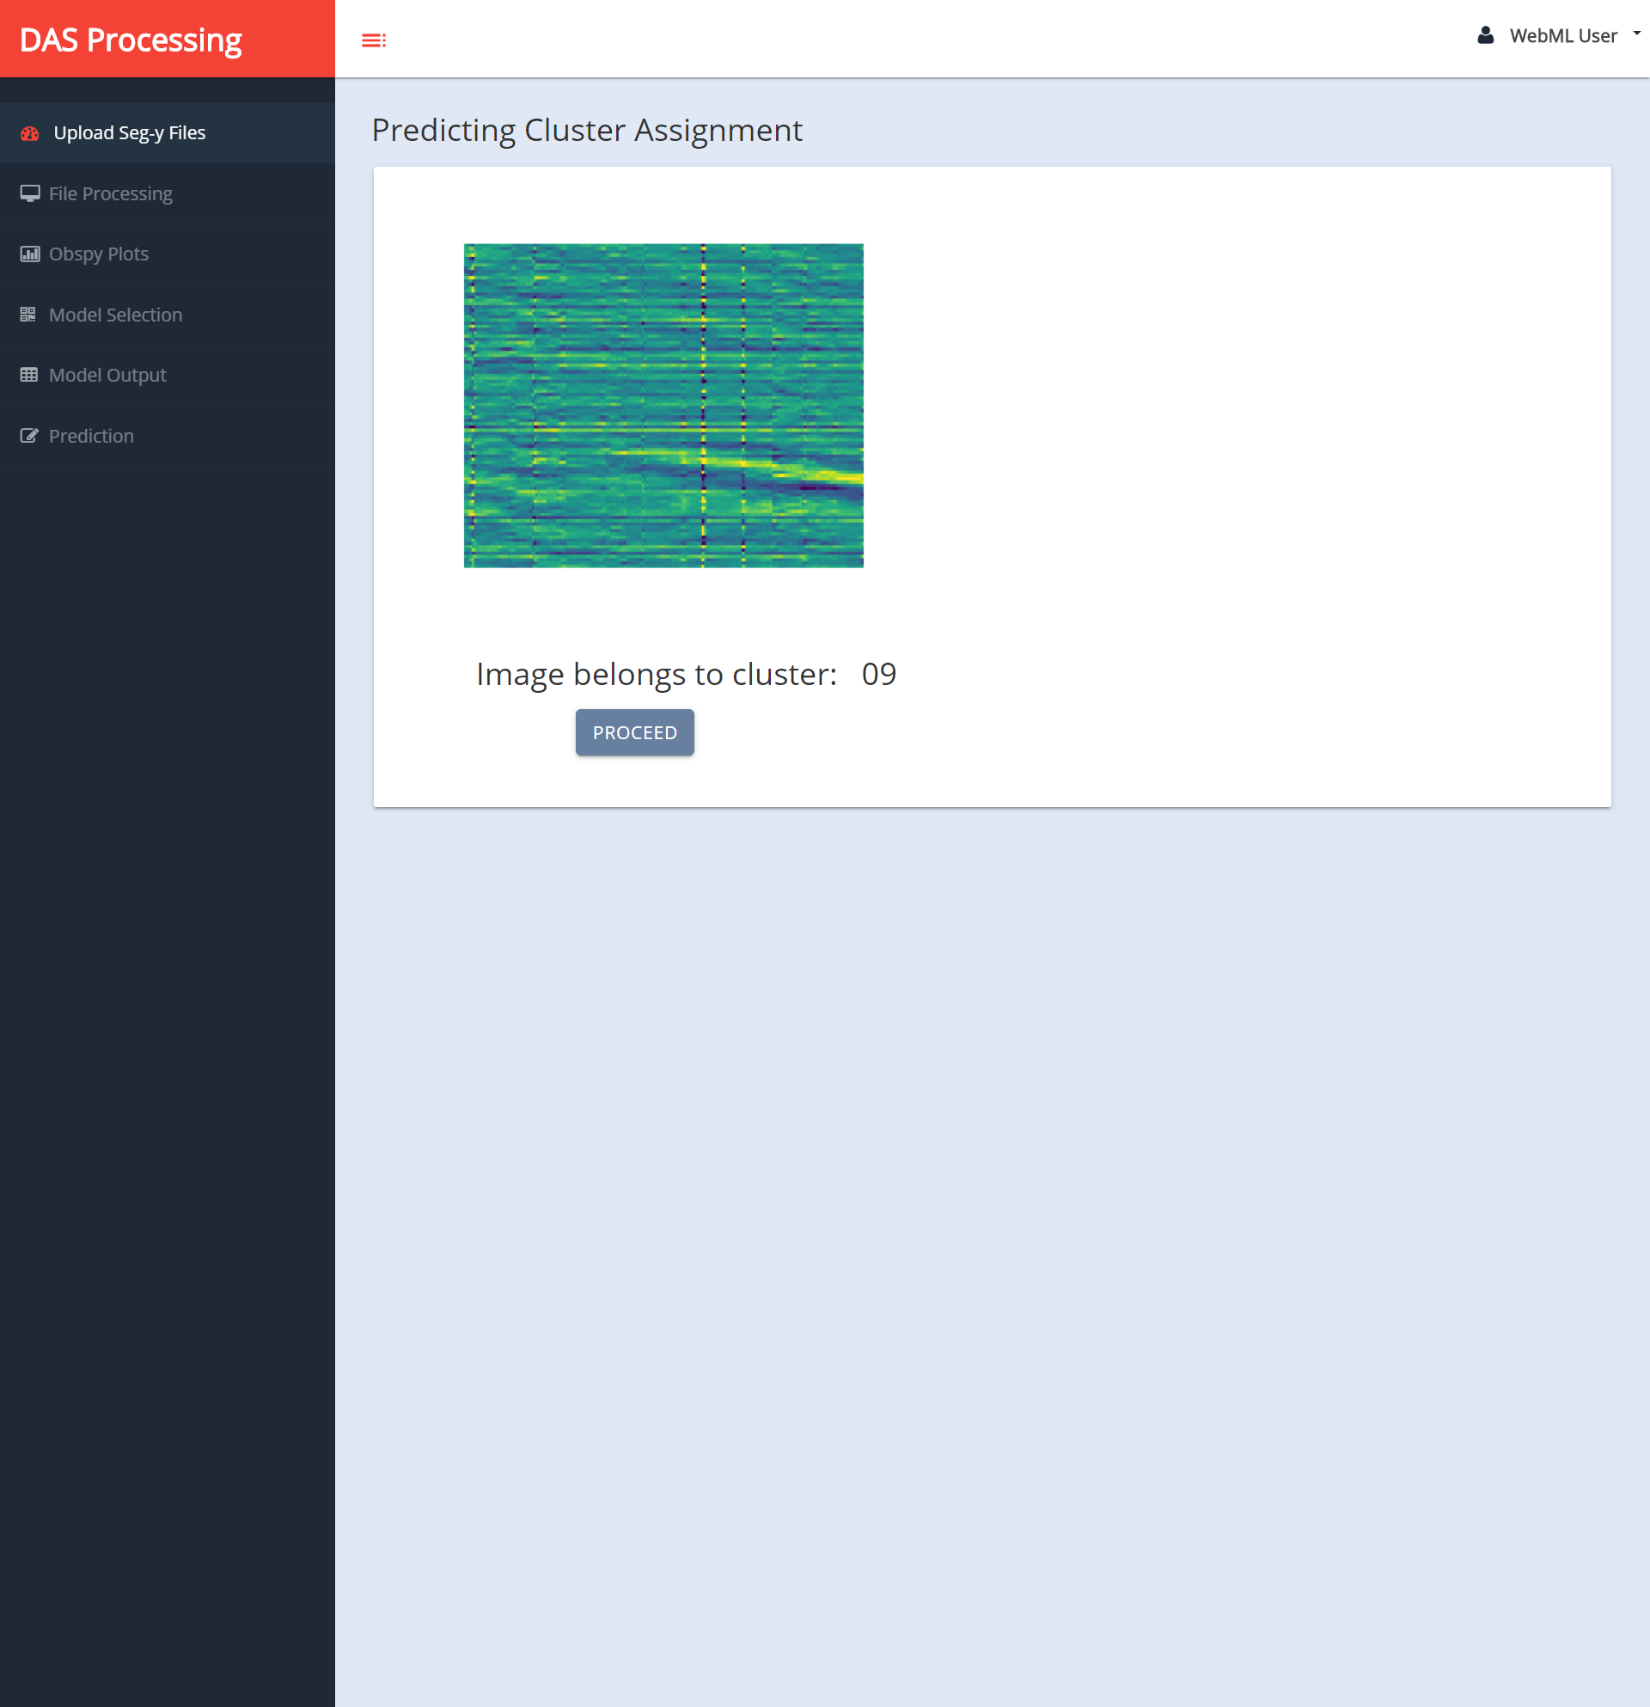 DAS Processing
WebML User
Upload Seg-y Files
File Processing
Obspy Plots
Model Selection
Model Output
Prediction
Predicting Cluster Assignment
Image belongs to cluster: 09
PROCEED